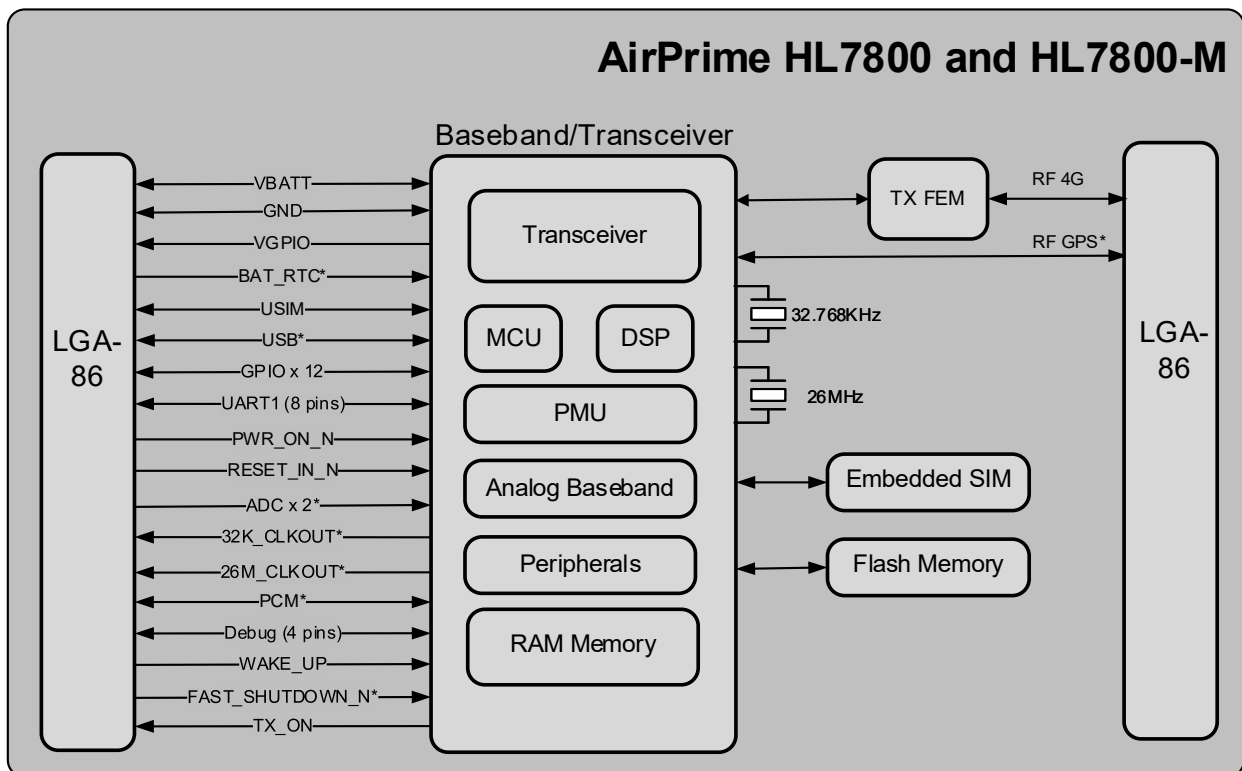 AirPrime HL7800 and HL7800-M
Baseband/Transceiver
LGA-
86
VBATT
GND
VGPIO
BAT_RTC*
USIM
USB*
GPIO x 12
UART1 (8 pins)
PWR_ON_N
RESET_IN_N
ADC x 2*
32K_CLKOUT*
26M_CLKOUT*
PCM*
Debug (4 pins)
WAKE_UP
FAST_SHUTDOWN_N*
TX_ON
Transceiver
MCU
DSP
PMU
Analog Baseband
Peripherals
RAM Memory
TX FEM
RF 4G
RF GPS*
32.768KHz
26MHz
Embedded SIM
Flash Memory
LGA-
86